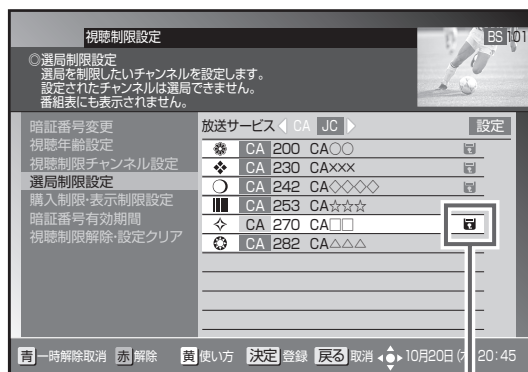 視聴制限設定
BS 101
◎選局制限設定
選局を制限したいチャンネルを設定します。
設定されたチャンネルは選局できません。
番組表にも表示されません。
暗証番号変更
視聴年齢設定
視聴制限チャンネル設定
選局制限設定
購入制限・表示制限設定
暗証番号有効期間
視聴制限解除・設定クリア
放送サービス CA JC 設定
CA 200 CA○○
CA 230 CA×××
CA 242 CA◇◇◇◇
CA 253 CA☆☆☆
CA 270 CA□□
CA 282 CA△△△
青 一時解除取消 赤 解除 黄 使い方 決定 登録 戻る 取消 10月20日 20:45